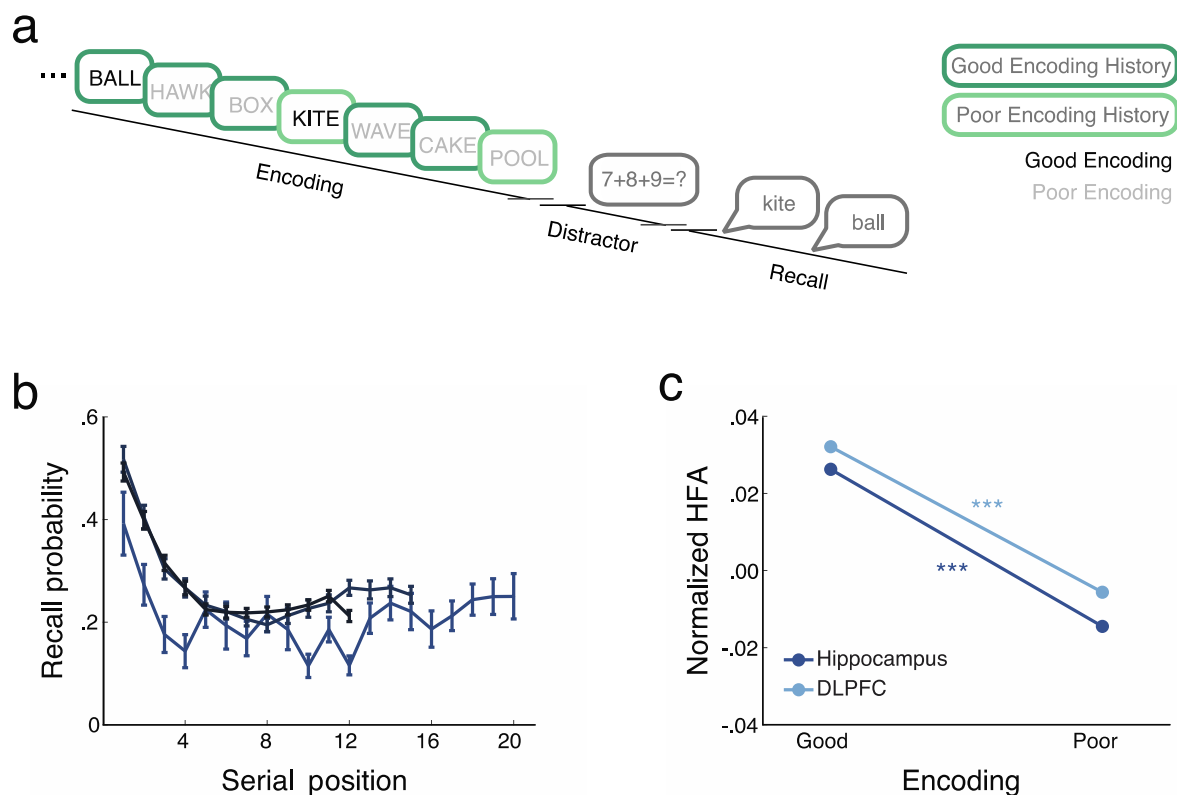 a
... BALL
HAWK
BOX
KITE
WAVE
CAKE
POOL
Encoding
7+8+9=?
Distractor
kite
ball
Recall
Good Encoding History
Poor Encoding History
Good Encoding
Poor Encoding
b
.6
.4
.2
0
Recall probability
4 8 12 16 20
Serial position
c
.04
.02
.00
-.02
-.04
Normalized HFA
***
***
Hippocampus
DLPFC
Good Poor
Encoding